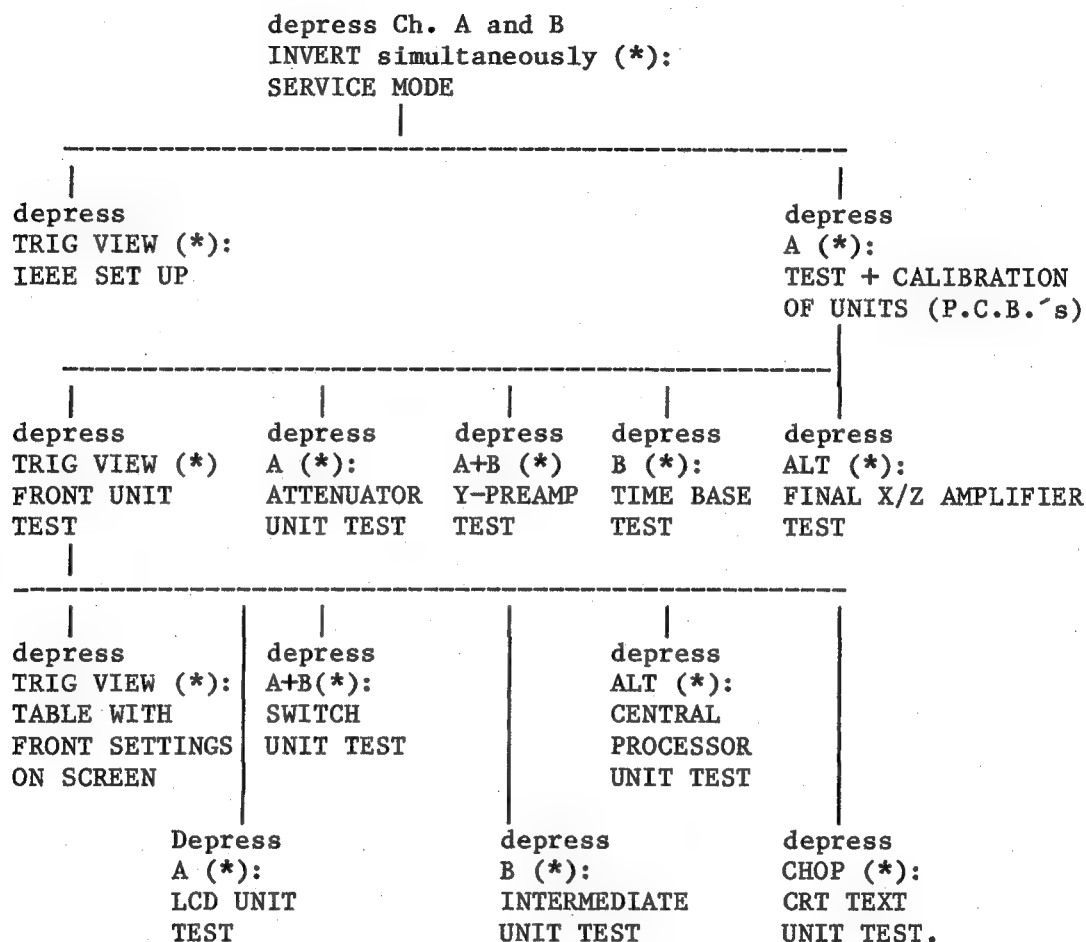 depress Ch. A and B
INVERT simultaneously (*):
SERVICE MODE
depress
TRIG VIEW (*):
IEEE SET UP
depress
A (*):
TEST + CALIBRATION
OF UNITS (P.C.B.´s)
depress
TRIG VIEW (*)
FRONT UNIT
TEST
depress
A (*):
ATTENUATOR
UNIT TEST
depress
A+B (*)
Y-PREAMP
TEST
depress
B (*):
TIME BASE
TEST
depress
ALT (*):
FINAL X/Z AMPLIFIER
TEST
depress
TRIG VIEW (*):
TABLE WITH
FRONT SETTINGS
ON SCREEN
depress
A+B(*):
SWITCH
UNIT TEST
depress
ALT (*):
CENTRAL
PROCESSOR
UNIT TEST
Depress
A (*):
LCD UNIT
TEST
depress
B (*):
INTERMEDIATE
UNIT TEST
depress
CHOP (*):
CRT TEXT
UNIT TEST.